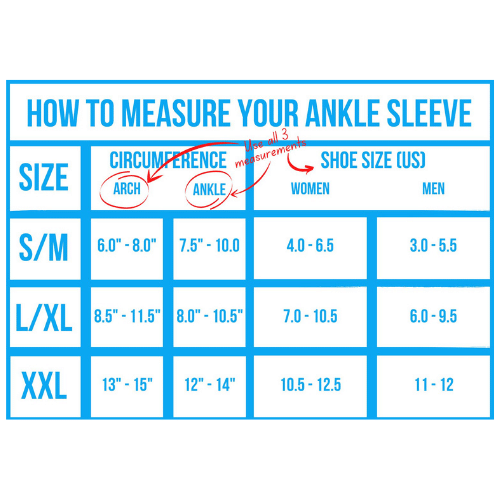 HOW TO MEASURE YOUR ANKLE SLEEVE
Use all 3
measurements
SIZE CIRCUMFERENCE SHOE SIZE (US)
ARCH ANKLE WOMEN MEN
S/M 6.0" - 8.0" 7.5" - 10.0 4.0 - 6.5 3.0 - 5.5
L/XL 8.5" - 11.5" 8.0" - 10.5" 7.0 - 10.5 6.0 - 9.5
XXL 13" - 15" 12" - 14" 10.5 - 12.5 11 - 12